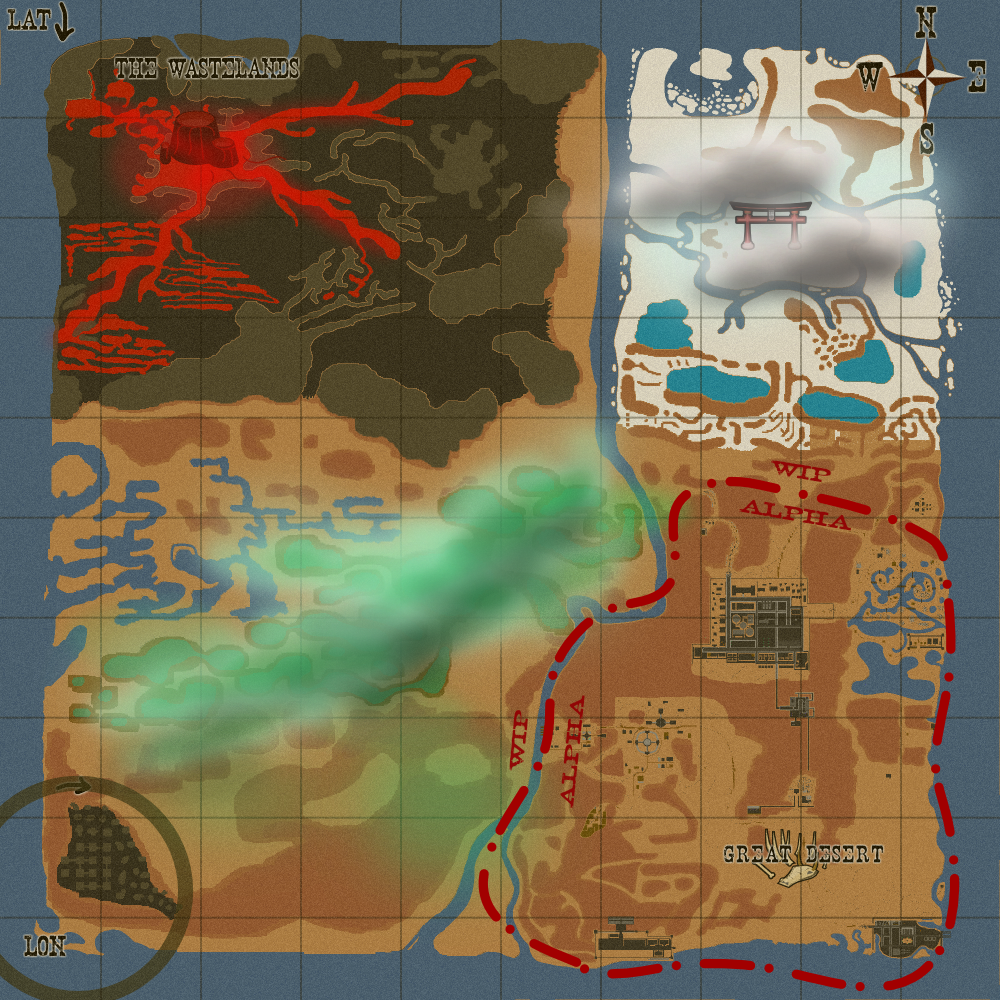 LAT
N
THE WASTELANDS
W
E
S
WIP
ALPHA
WIP
ALPHA
GREAT DESERT
LON